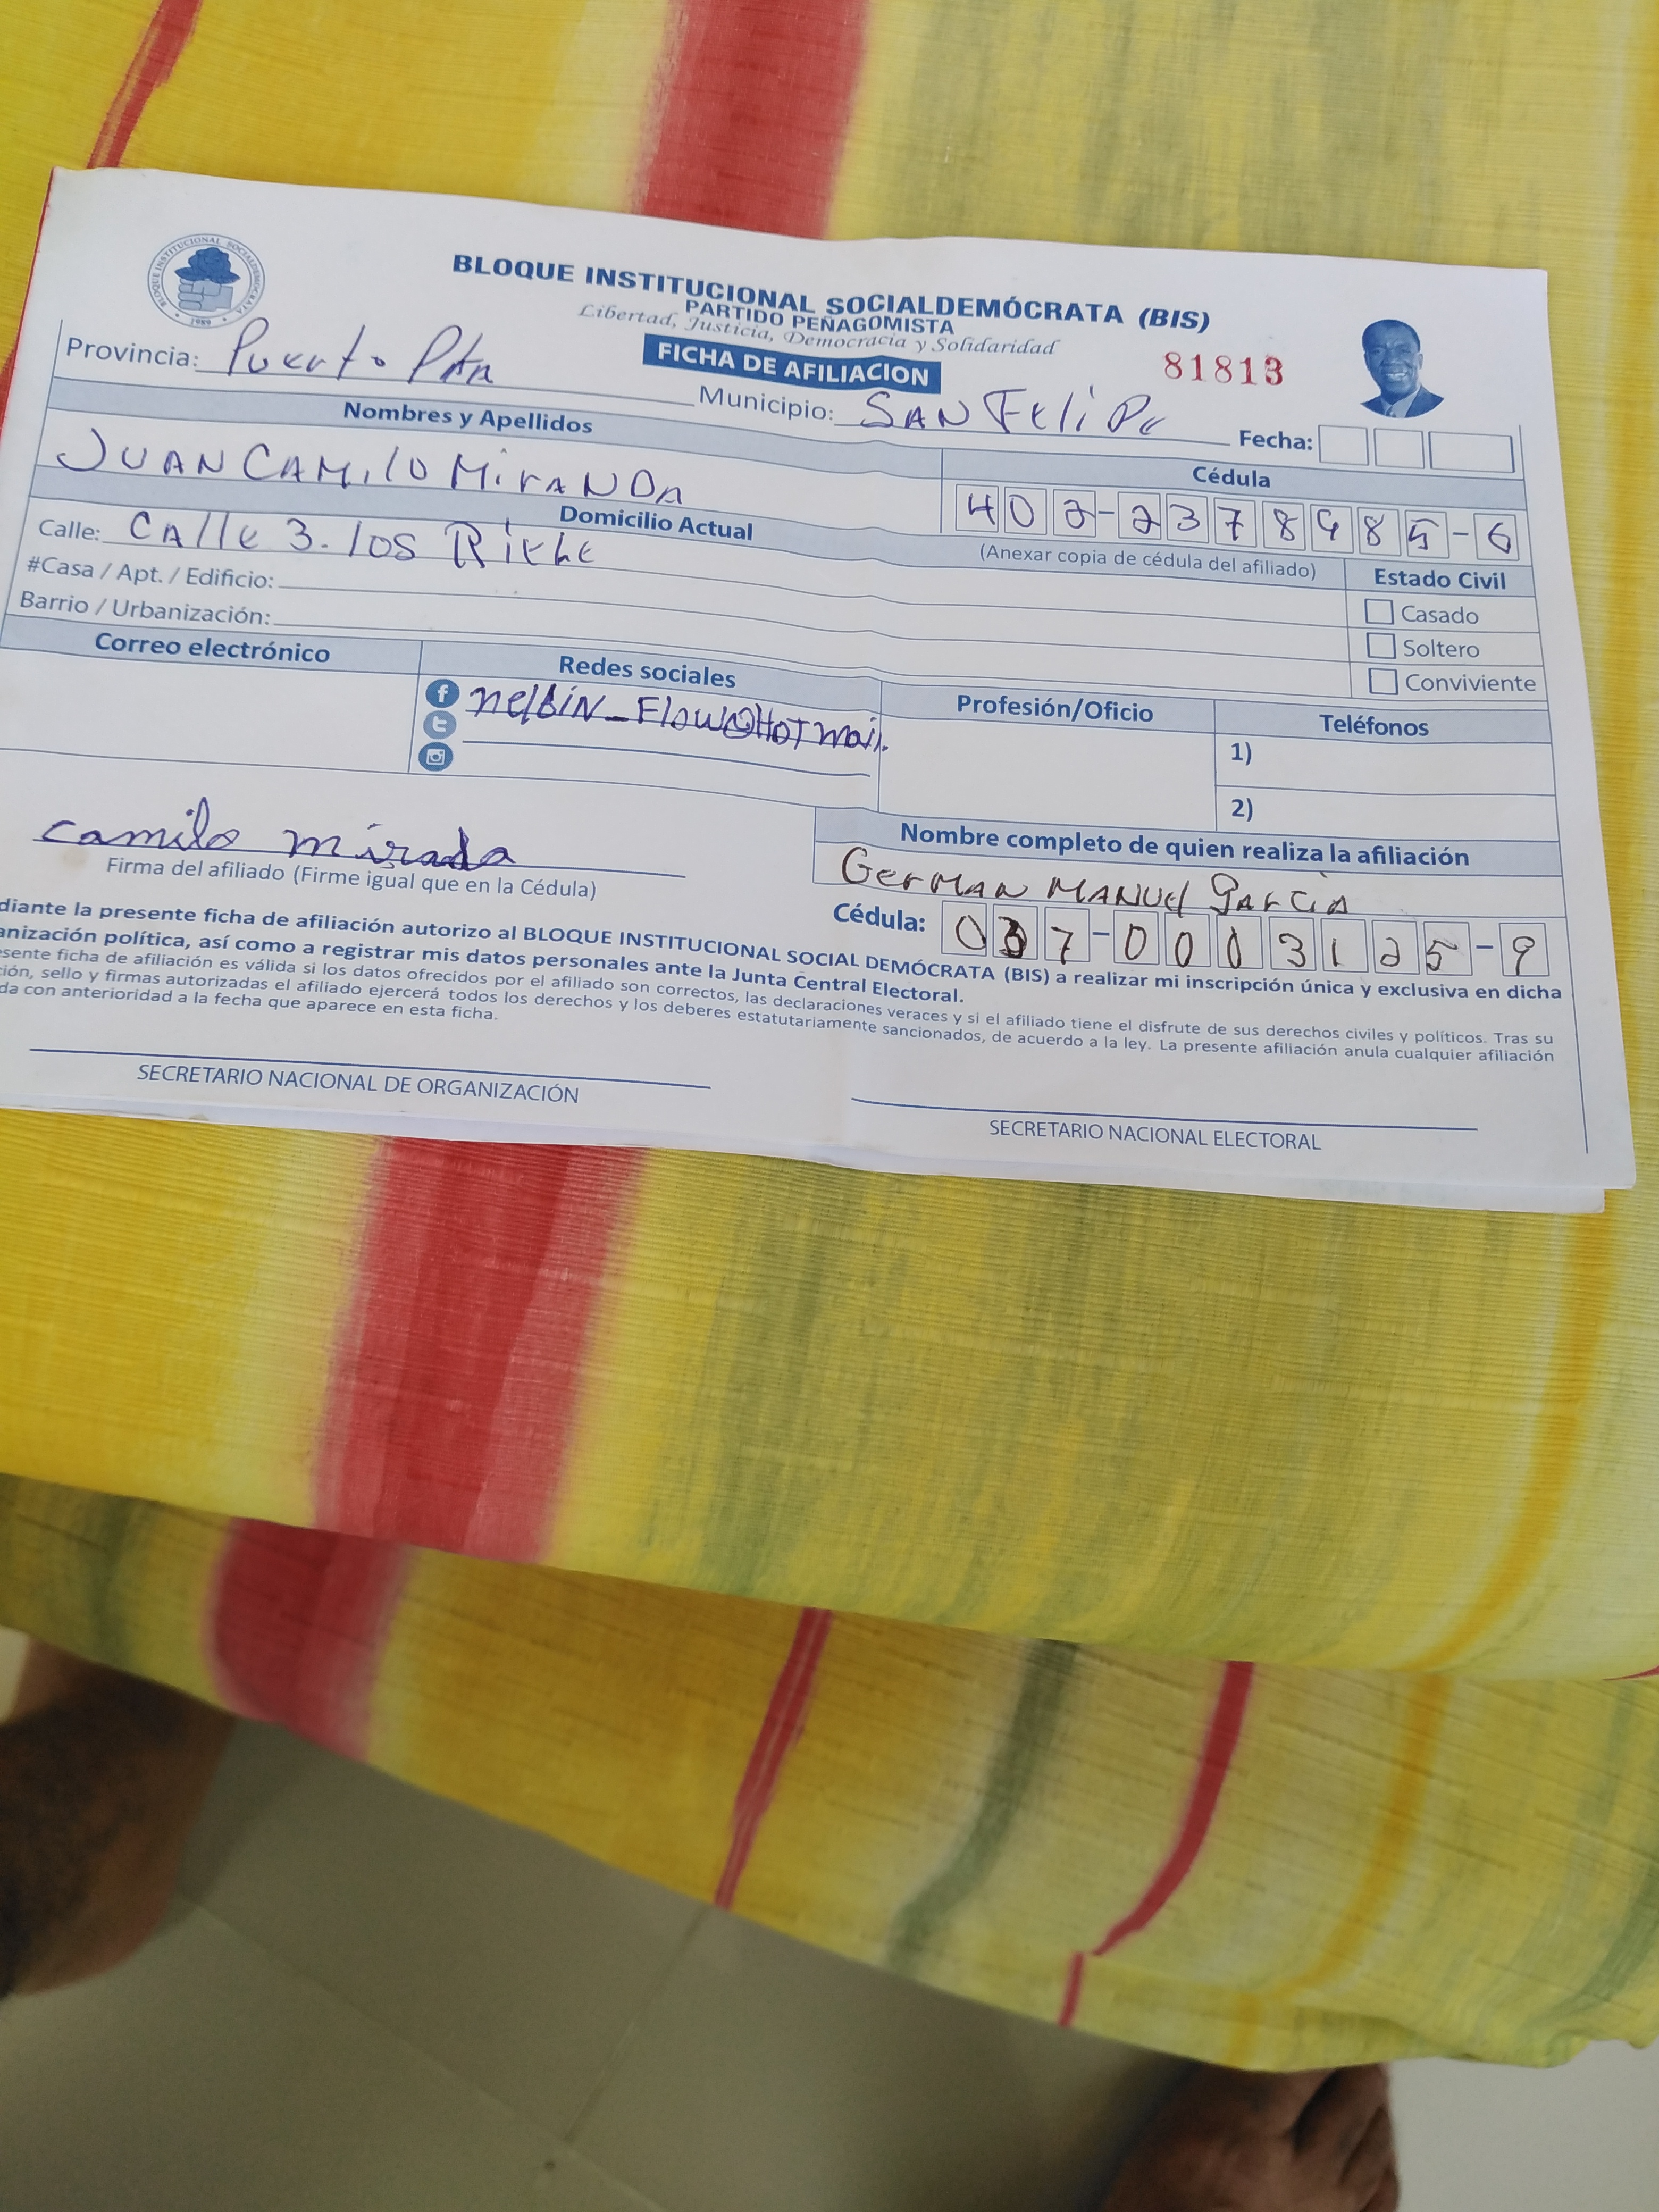 BLOQUE INSTITUCIONAL SOCIALDEMÓCRATA
1989
BLOQUE INSTITUCIONAL SOCIALDEMÓCRATA (BIS)
PARTIDO PEÑAGOMISTA
Libertad, Justicia, Democracia y Solidaridad
FICHA DE AFILIACION
81813
Provincia: Puerto Pta
Municipio: SAN FEliPe
Fecha:
Nombres y Apellidos
JUAN CAMilO MirANDA
Cédula
402-2378985-6
(Anexar copia de cédula del afiliado)
Domicilio Actual
Calle: CAlle 3. los
#Casa / Apt. / Edificio:
Barrio / Urbanización:
Estado Civil
Casado
Soltero
Conviviente
Correo electrónico
Redes sociales
nelbiN_Flow@HoTmail.
Profesión/Oficio
Teléfonos
1)
2)
camilo mirada
Firma del afiliado (Firme igual que en la Cédula)
Nombre completo de quien realiza la afiliación
GerMAN MANUel GArCiA
Cédula: 037-0003125-9
diante la presente ficha de afiliación autorizo al BLOQUE INSTITUCIONAL SOCIAL DEMÓCRATA (BIS) a realizar mi inscripción única y exclusiva en dicha
anización política, así como a registrar mis datos personales ante la Junta Central Electoral.
esente ficha de afiliación es válida si los datos ofrecidos por el afiliado son correctos, las declaraciones veraces y si el afiliado tiene el disfrute de sus derechos civiles y políticos. Tras su
ción, sello y firmas autorizadas el afiliado ejercerá todos los derechos y los deberes estatutariamente sancionados, de acuerdo a la ley. La presente afiliación anula cualquier afiliación
da con anterioridad a la fecha que aparece en esta ficha.
SECRETARIO NACIONAL DE ORGANIZACIÓN
SECRETARIO NACIONAL ELECTORAL